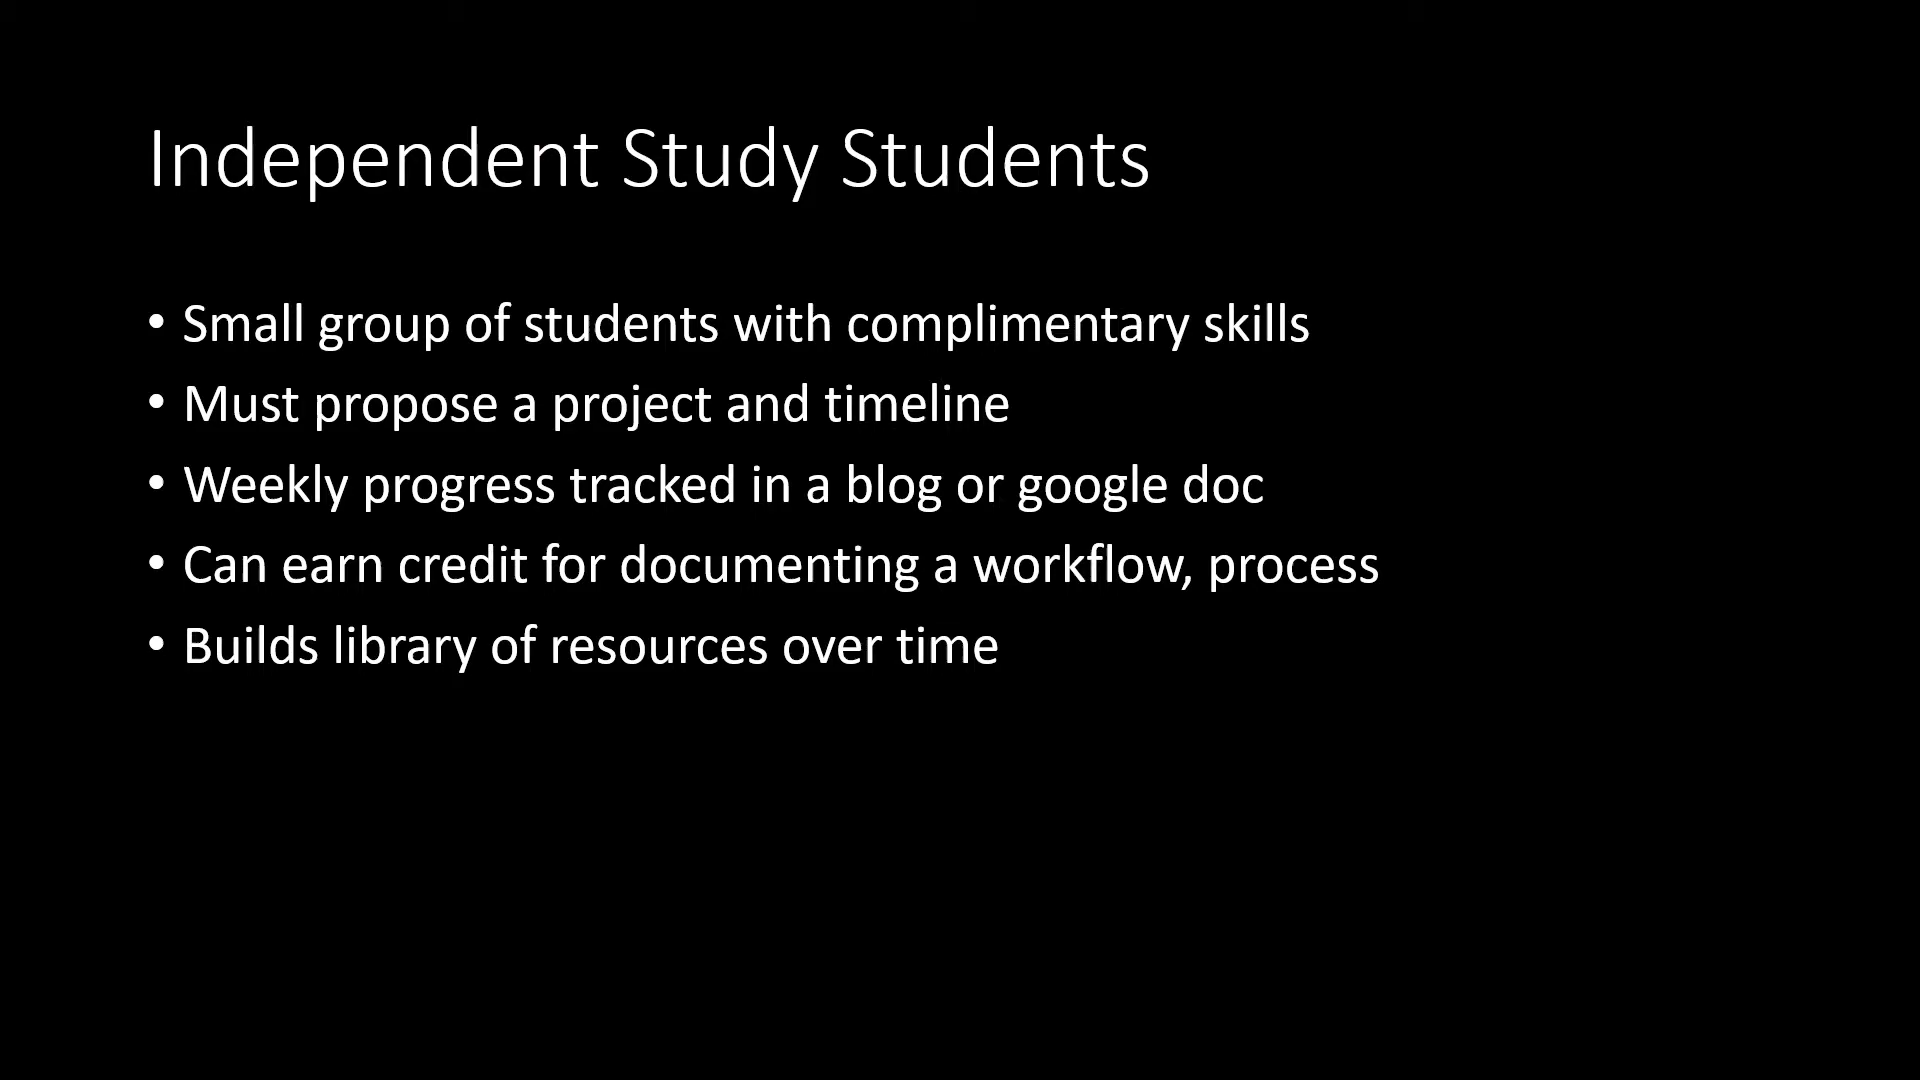 Independent Study Students
• Small group of students with complimentary skills
• Must propose a project and timeline
• Weekly progress tracked in a blog or google doc
• Can earn credit for documenting a workflow, process
• Builds library of resources over time